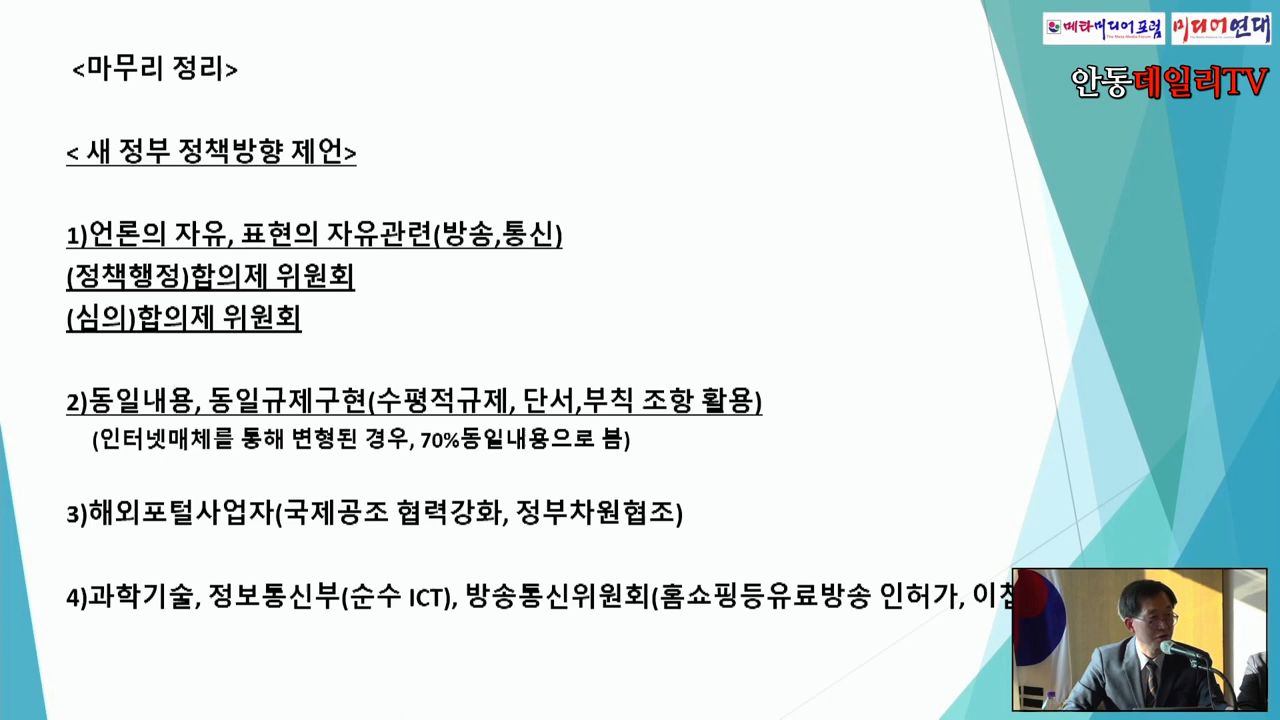 메타미디어포럼 미디어연대
안동데일리TV
<마무리 정리>
< 새 정부 정책방향 제언>
1)언론의 자유, 표현의 자유관련(방송,통신)
(정책행정)합의제 위원회
(심의)합의제 위원회
2)동일내용, 동일규제구현(수평적규제, 단서,부칙 조항 활용)
(인터넷매체를 통해 변형된 경우, 70%동일내용으로 봄)
3)해외포털사업자(국제공조 협력강화, 정부차원협조)
4)과학기술, 정보통신부(순수 ICT), 방송통신위원회(홈쇼핑등유료방송 인허가,